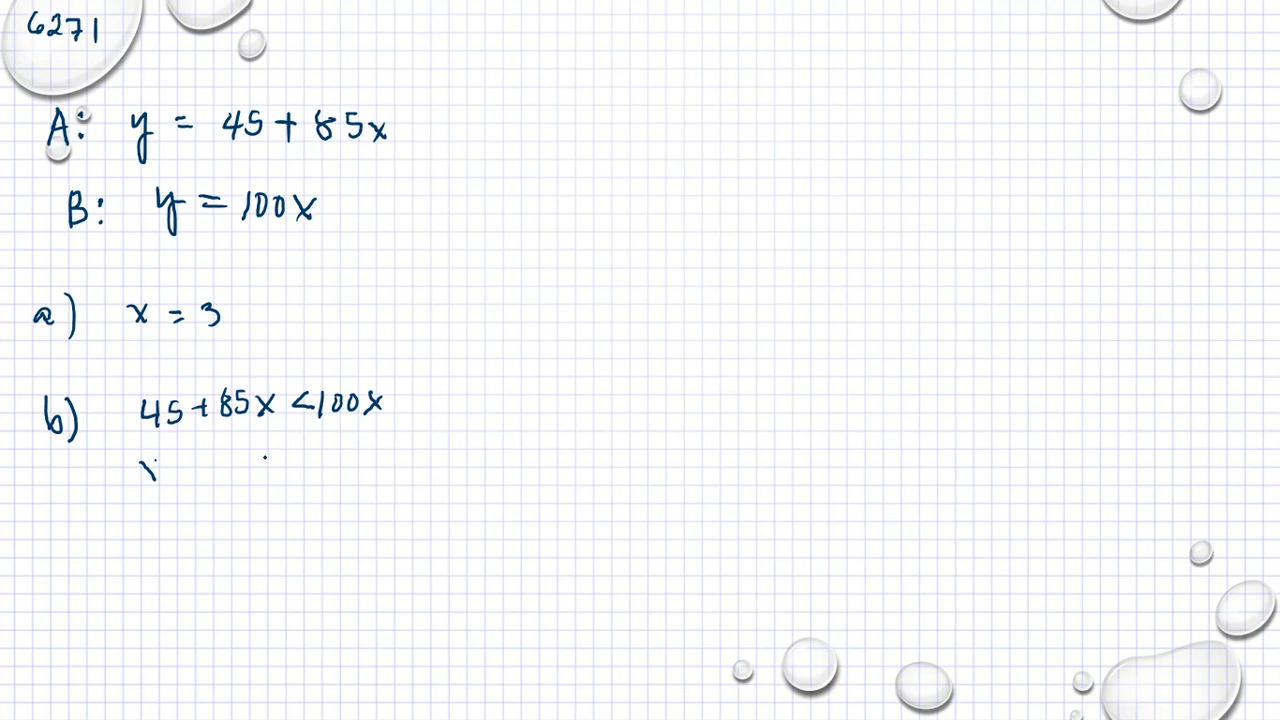 6271
A: y = 45 + 85x
B: y = 100x
a) x = 3
b) 45 + 85x < 100x